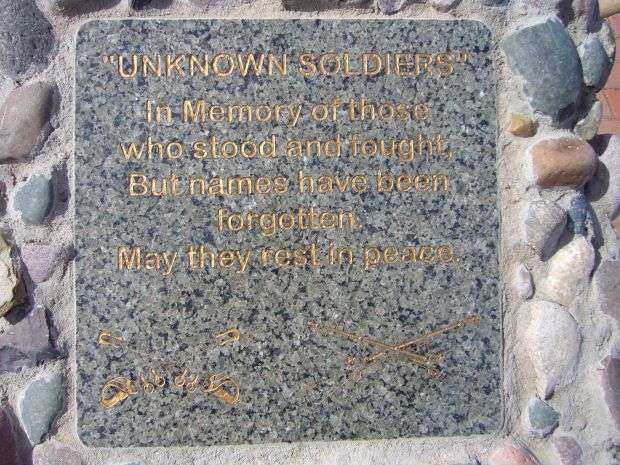 "UNKNOWN SOLDIERS"
In Memory of those
who stood and fought,
But names have been
forgotten.
May they rest in peace.